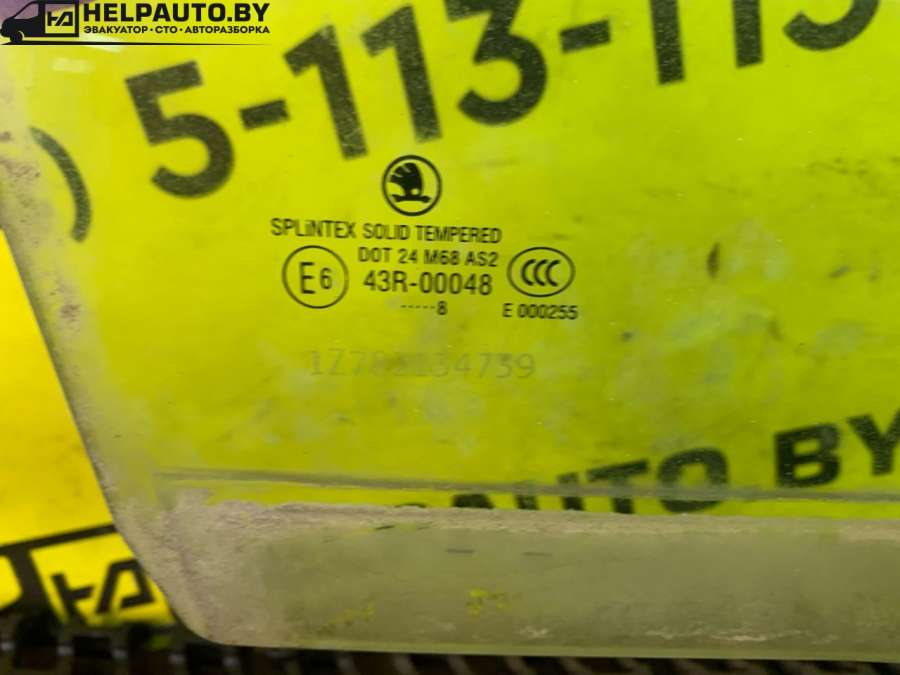 HELPAUTO.BY
ЭВАКУАТОР • СТО • АВТОРАЗБОРКА
5-113-113
SPLiNTEX SOLID TEMPERED
DOT 24 M68 AS2
E6 43R-00048 CCC
·····8 E 000255
AUTO BY